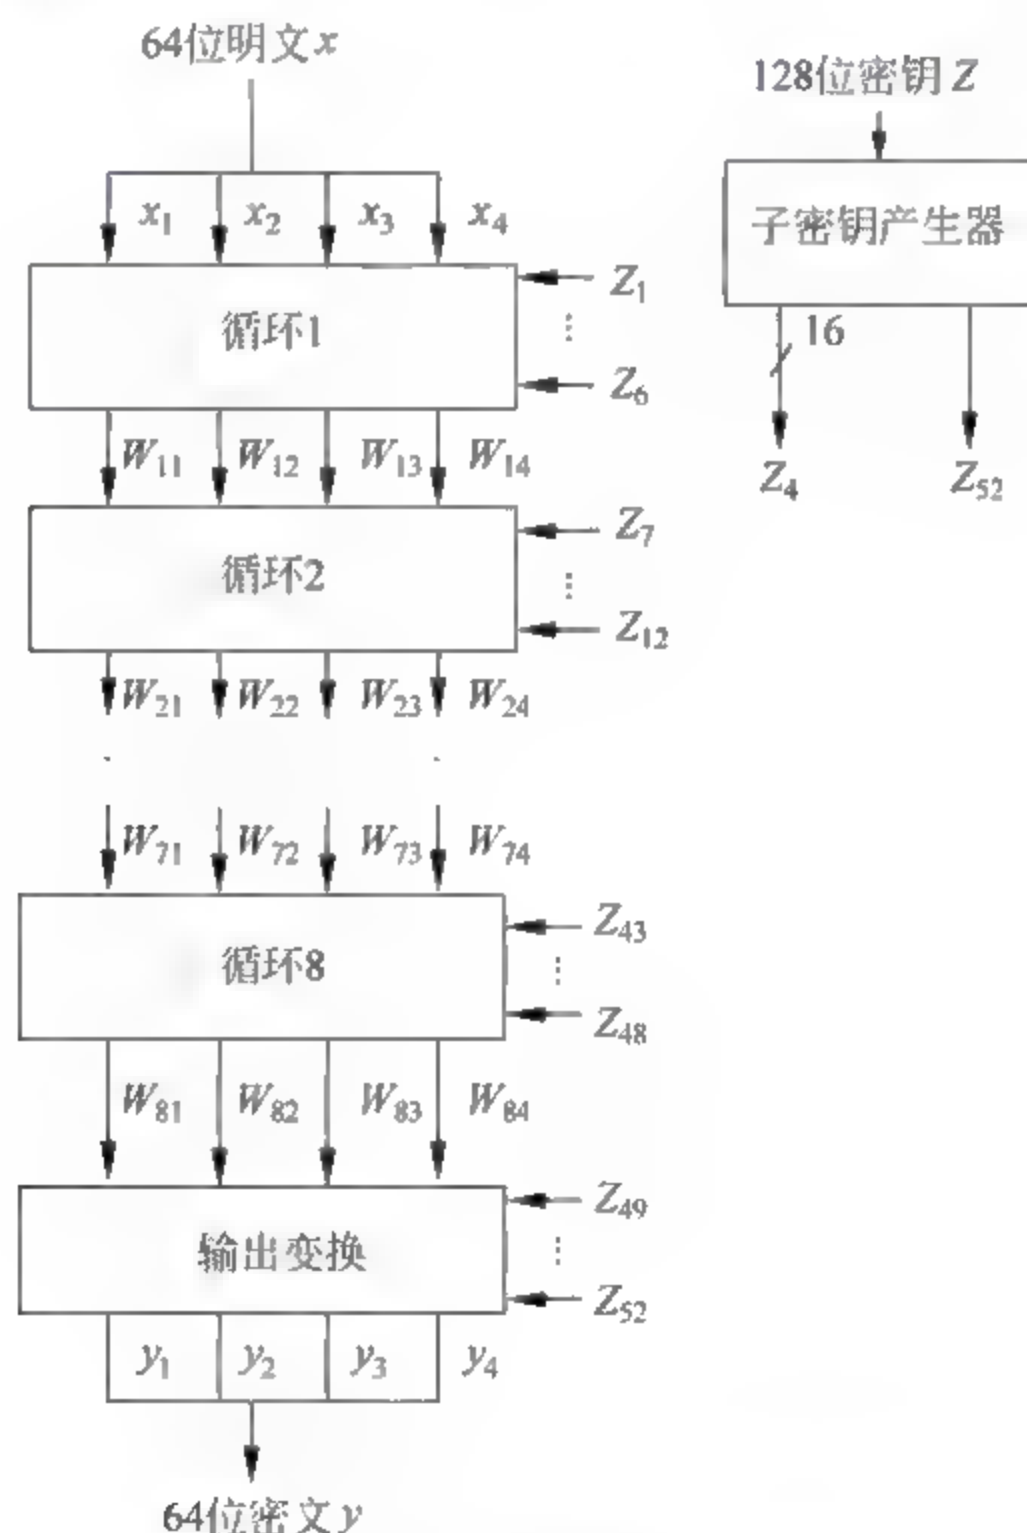 64位明文x
x₁ x₂ x₃ x₄
循环1
Z₁
⋮
Z₆
W₁₁ W₁₂ W₁₃ W₁₄
循环2
Z₇
⋮
Z₁₂
W₂₁ W₂₂ W₂₃ W₂₄
W₇₁ W₇₂ W₇₃ W₇₄
循环8
Z₄₃
⋮
Z₄₈
W₈₁ W₈₂ W₈₃ W₈₄
输出变换
Z₄₉
⋮
Z₅₂
y₁ y₂ y₃ y₄
64位密文y
128位密钥Z
子密钥产生器
16
Z₄ Z₅₂